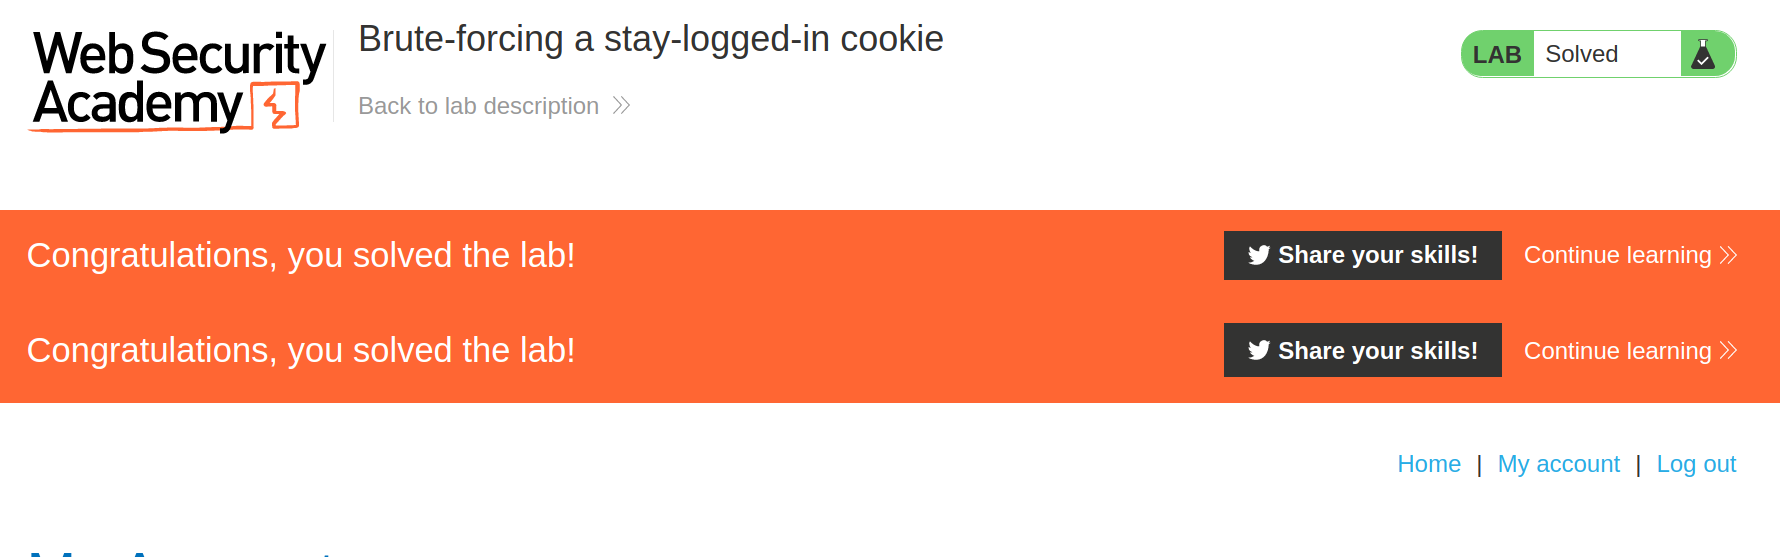 Web Security
Academy
Brute-forcing a stay-logged-in cookie
Back to lab description
LAB Solved
Congratulations, you solved the lab!
Share your skills!
Continue learning
Congratulations, you solved the lab!
Share your skills!
Continue learning
Home | My account | Log out